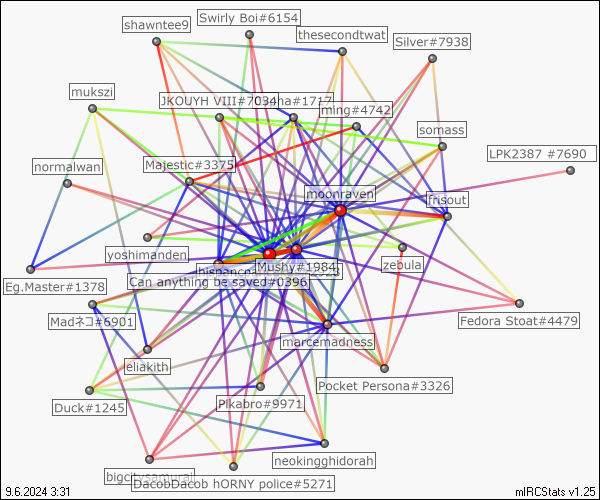 Swirly Boi#6154
shawntee9
thesecondtwat
Silver#7938
mukszi
JKOUYH VIII#7034
na#1717
ming#4742
somass
LPK2387 #7690
normalwan
Majestic#3375
moonraven
frisout
yoshimanden
Mushy#1984
zebula
Can anything be saved#0396
Eg.Master#1378
Madネコ#6901
Fedora Stoat#4479
marcemadness
eliakith
Pocket Persona#3326
Duck#1245
Pikabro#9971
neokingghidorah
bigcitysamurai
DacobDacob hORNY police#5271
9.6.2024 3:31
mIRCStats v1.25